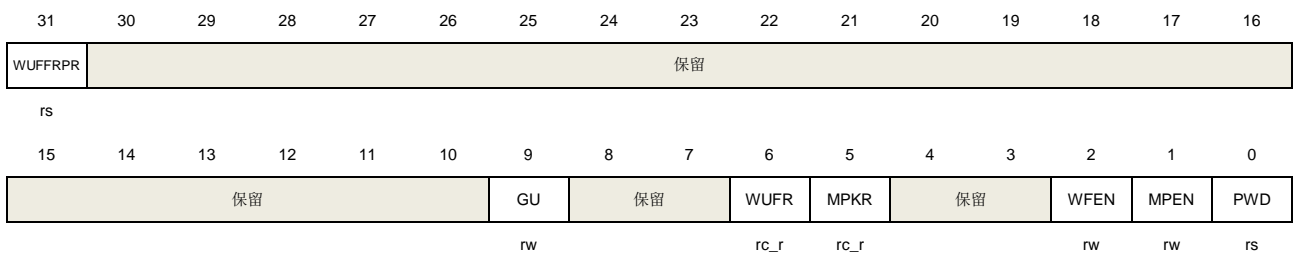 31 30 29 28 27 26 25 24 23 22 21 20 19 18 17 16
WUFFRPR 保留
rs
15 14 13 12 11 10 9 8 7 6 5 4 3 2 1 0
保留 GU 保留 WUFR MPKR 保留 WFEN MPEN PWD
rw rc_r rc_r rw rw rs